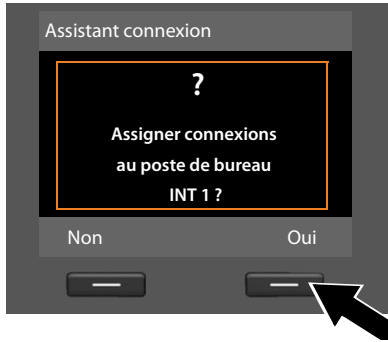 Assistant connexion
?
Assigner connexions
au poste de bureau
INT 1 ?
Non Oui